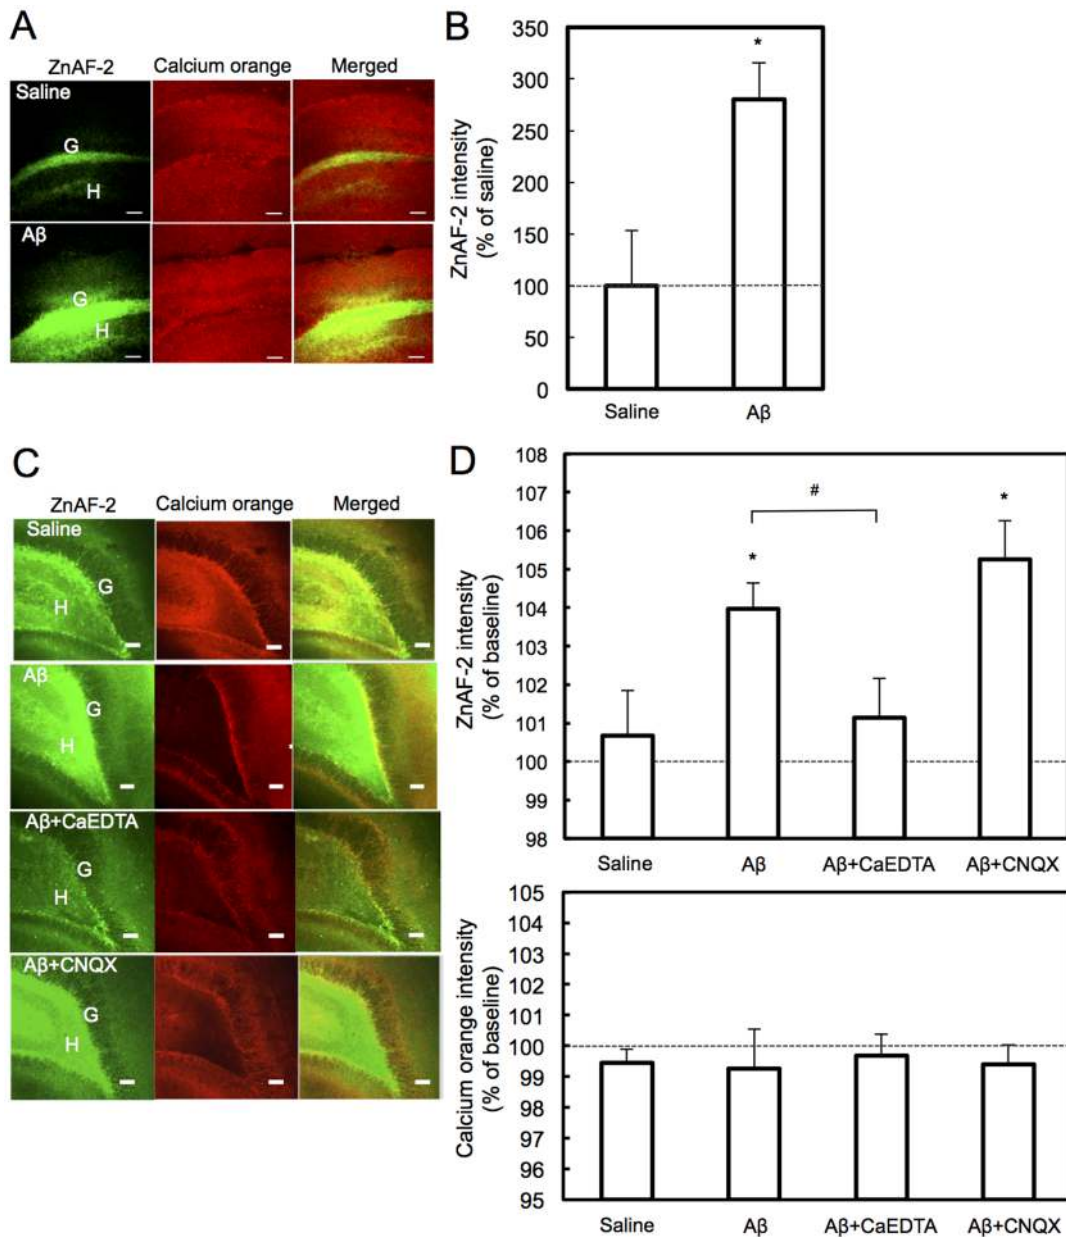 A
ZnAF-2 Calcium orange Merged
Saline
G
H
Aβ
G
H
B
ZnAF-2 intensity
(% of saline)
350
300
250
200
150
100
50
0
*
Saline Aβ
C
ZnAF-2 Calcium orange Merged
Saline
G
H
Aβ
G
H
Aβ+CaEDTA
G
H
Aβ+CNQX
G
H
D
ZnAF-2 intensity
(% of baseline)
108
107
106
105
104
103
102
101
100
99
98
#
*
*
Saline Aβ Aβ+CaEDTA Aβ+CNQX
Calcium orange intensity
(% of baseline)
105
104
103
102
101
100
99
98
97
96
95
Saline Aβ Aβ+CaEDTA Aβ+CNQX